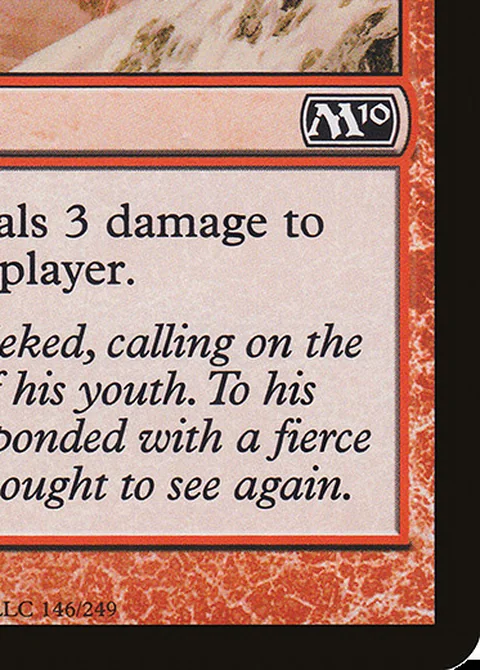 M10
als 3 damage to
player.
eked, calling on the
f his youth. To his
ponded with a fierce
ought to see again.
LLC 146/249